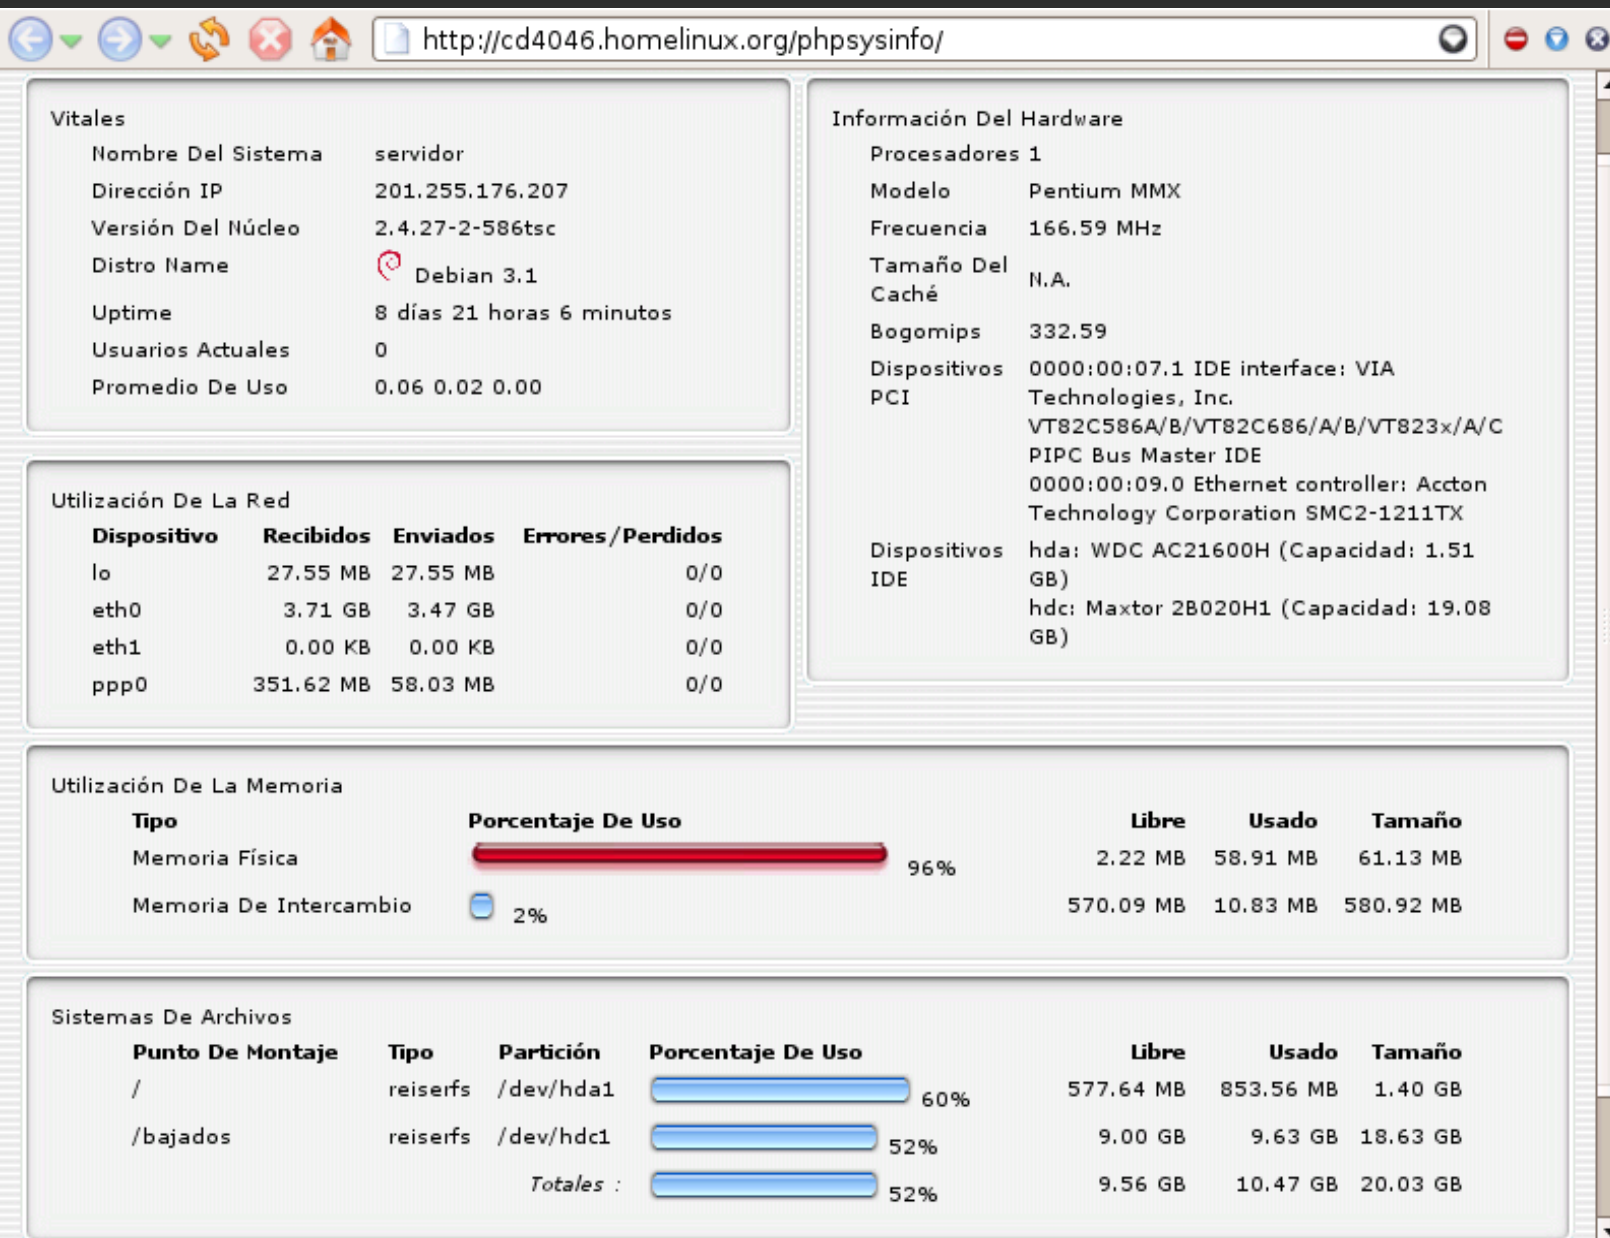 http://cd4046.homelinux.org/phpsysinfo/
Vitales
Nombre Del Sistema servidor
Dirección IP 201.255.176.207
Versión Del Núcleo 2.4.27-2-586tsc
Distro Name Debian 3.1
Uptime 8 días 21 horas 6 minutos
Usuarios Actuales 0
Promedio De Uso 0.06 0.02 0.00
Información Del Hardware
Procesadores 1
Modelo Pentium MMX
Frecuencia 166.59 MHz
Tamaño Del
Caché N.A.
Bogomips 332.59
Dispositivos 0000:00:07.1 IDE interface: VIA
PCI Technologies, Inc.
VT82C586A/B/VT82C686/A/B/VT823x/A/C
PIPC Bus Master IDE
0000:00:09.0 Ethernet controller: Accton
Technology Corporation SMC2-1211TX
Dispositivos hda: WDC AC21600H (Capacidad: 1.51
IDE GB)
hdc: Maxtor 2B020H1 (Capacidad: 19.08
GB)
Utilización De La Red
Dispositivo Recibidos Enviados Errores/Perdidos
lo 27.55 MB 27.55 MB 0/0
eth0 3.71 GB 3.47 GB 0/0
eth1 0.00 KB 0.00 KB 0/0
ppp0 351.62 MB 58.03 MB 0/0
Utilización De La Memoria
Tipo Porcentaje De Uso Libre Usado Tamaño
Memoria Física 96% 2.22 MB 58.91 MB 61.13 MB
Memoria De Intercambio 2% 570.09 MB 10.83 MB 580.92 MB
Sistemas De Archivos
Punto De Montaje Tipo Partición Porcentaje De Uso Libre Usado Tamaño
/ reiserfs /dev/hda1 60% 577.64 MB 853.56 MB 1.40 GB
/bajados reiserfs /dev/hdc1 52% 9.00 GB 9.63 GB 18.63 GB
Totales : 52% 9.56 GB 10.47 GB 20.03 GB